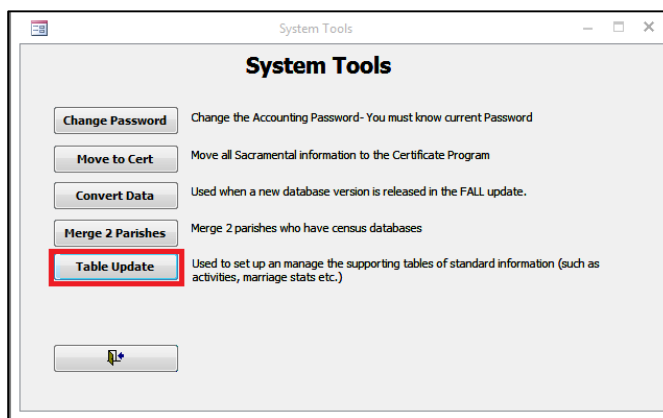 System Tools
System Tools
Change Password Change the Accounting Password- You must know current Password
Move to Cert Move all Sacramental information to the Certificate Program
Convert Data Used when a new database version is released in the FALL update.
Merge 2 Parishes Merge 2 parishes who have census databases
Table Update Used to set up an manage the supporting tables of standard information (such as
activities, marriage stats etc.)